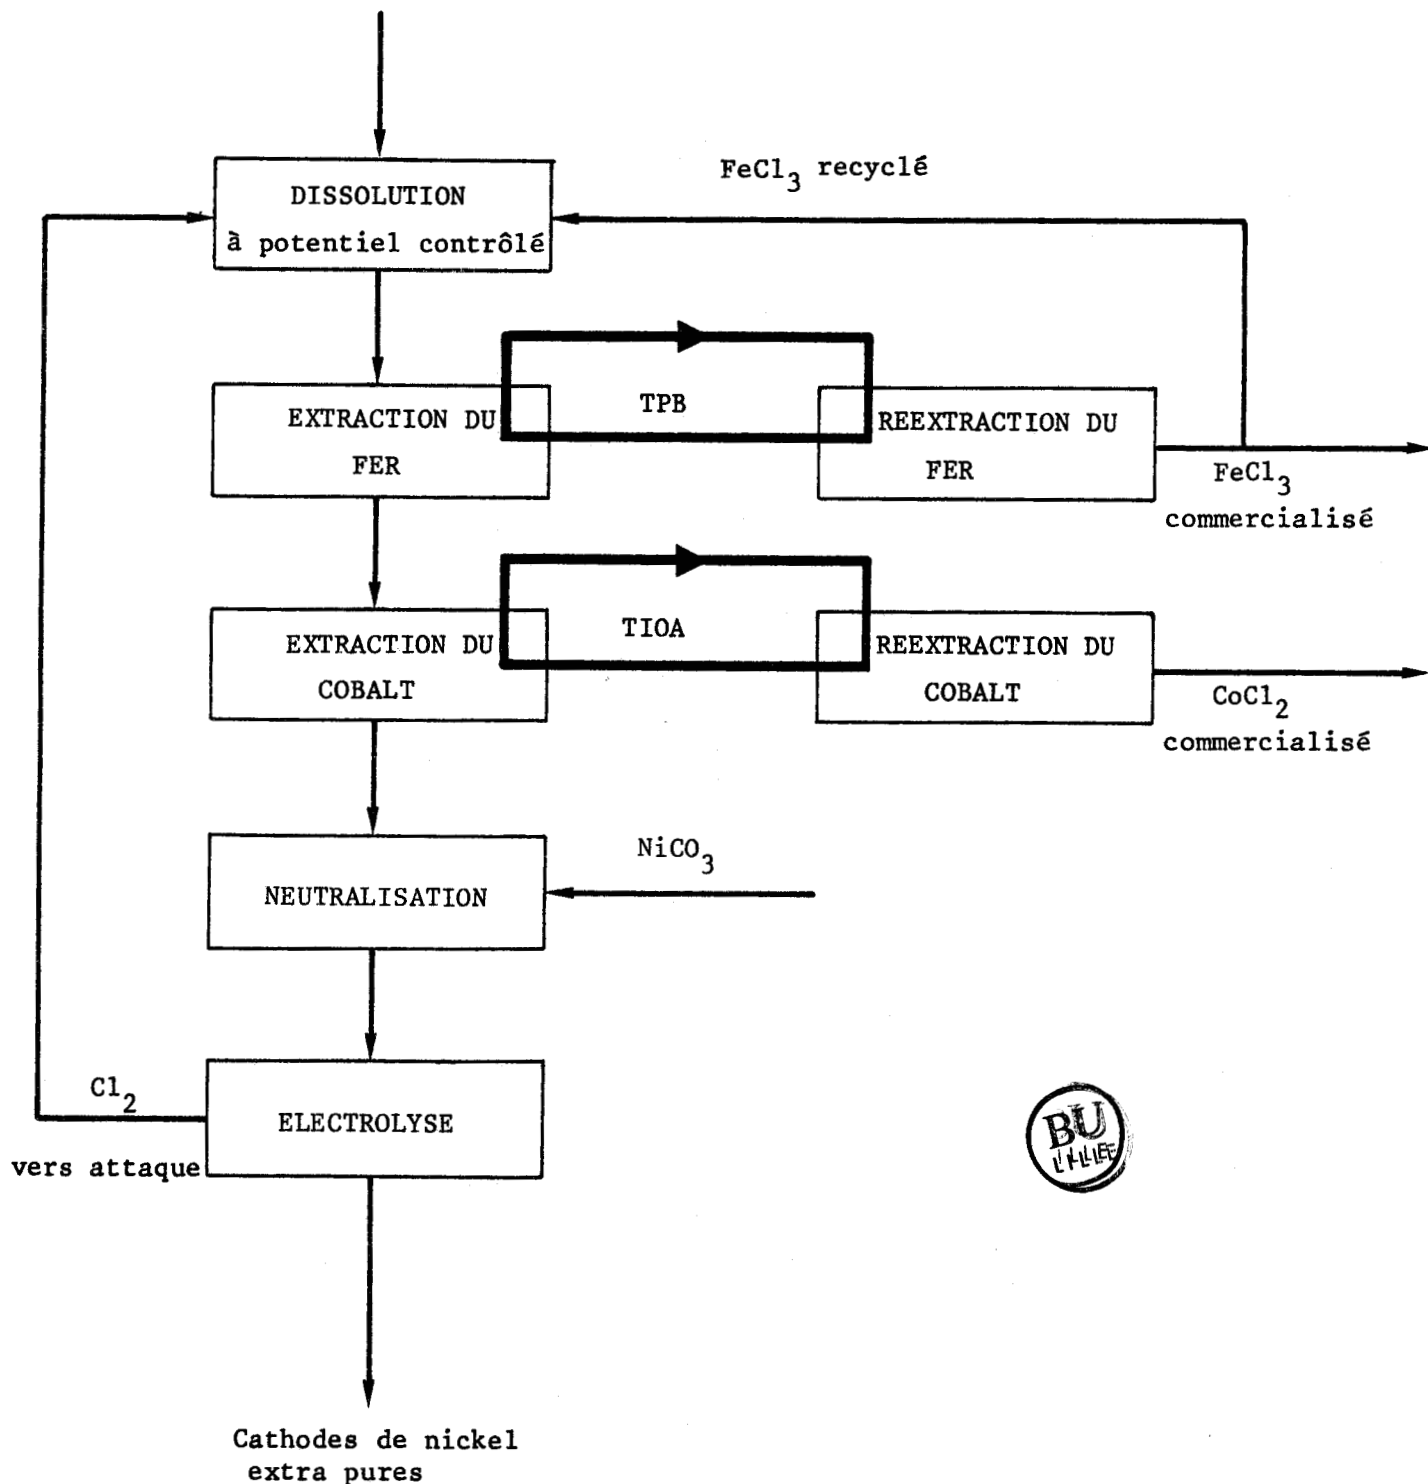 FeCl3 recyclé
DISSOLUTION
à potentiel contrôlé
TPB
EXTRACTION DU
FER
REEXTRACTION DU
FER
FeCl3
commercialisé
TIOA
EXTRACTION DU
COBALT
REEXTRACTION DU
COBALT
CoCl2
commercialisé
NiCO3
NEUTRALISATION
Cl2
vers attaque
ELECTROLYSE
BU
LILLE
Cathodes de nickel
extra pures